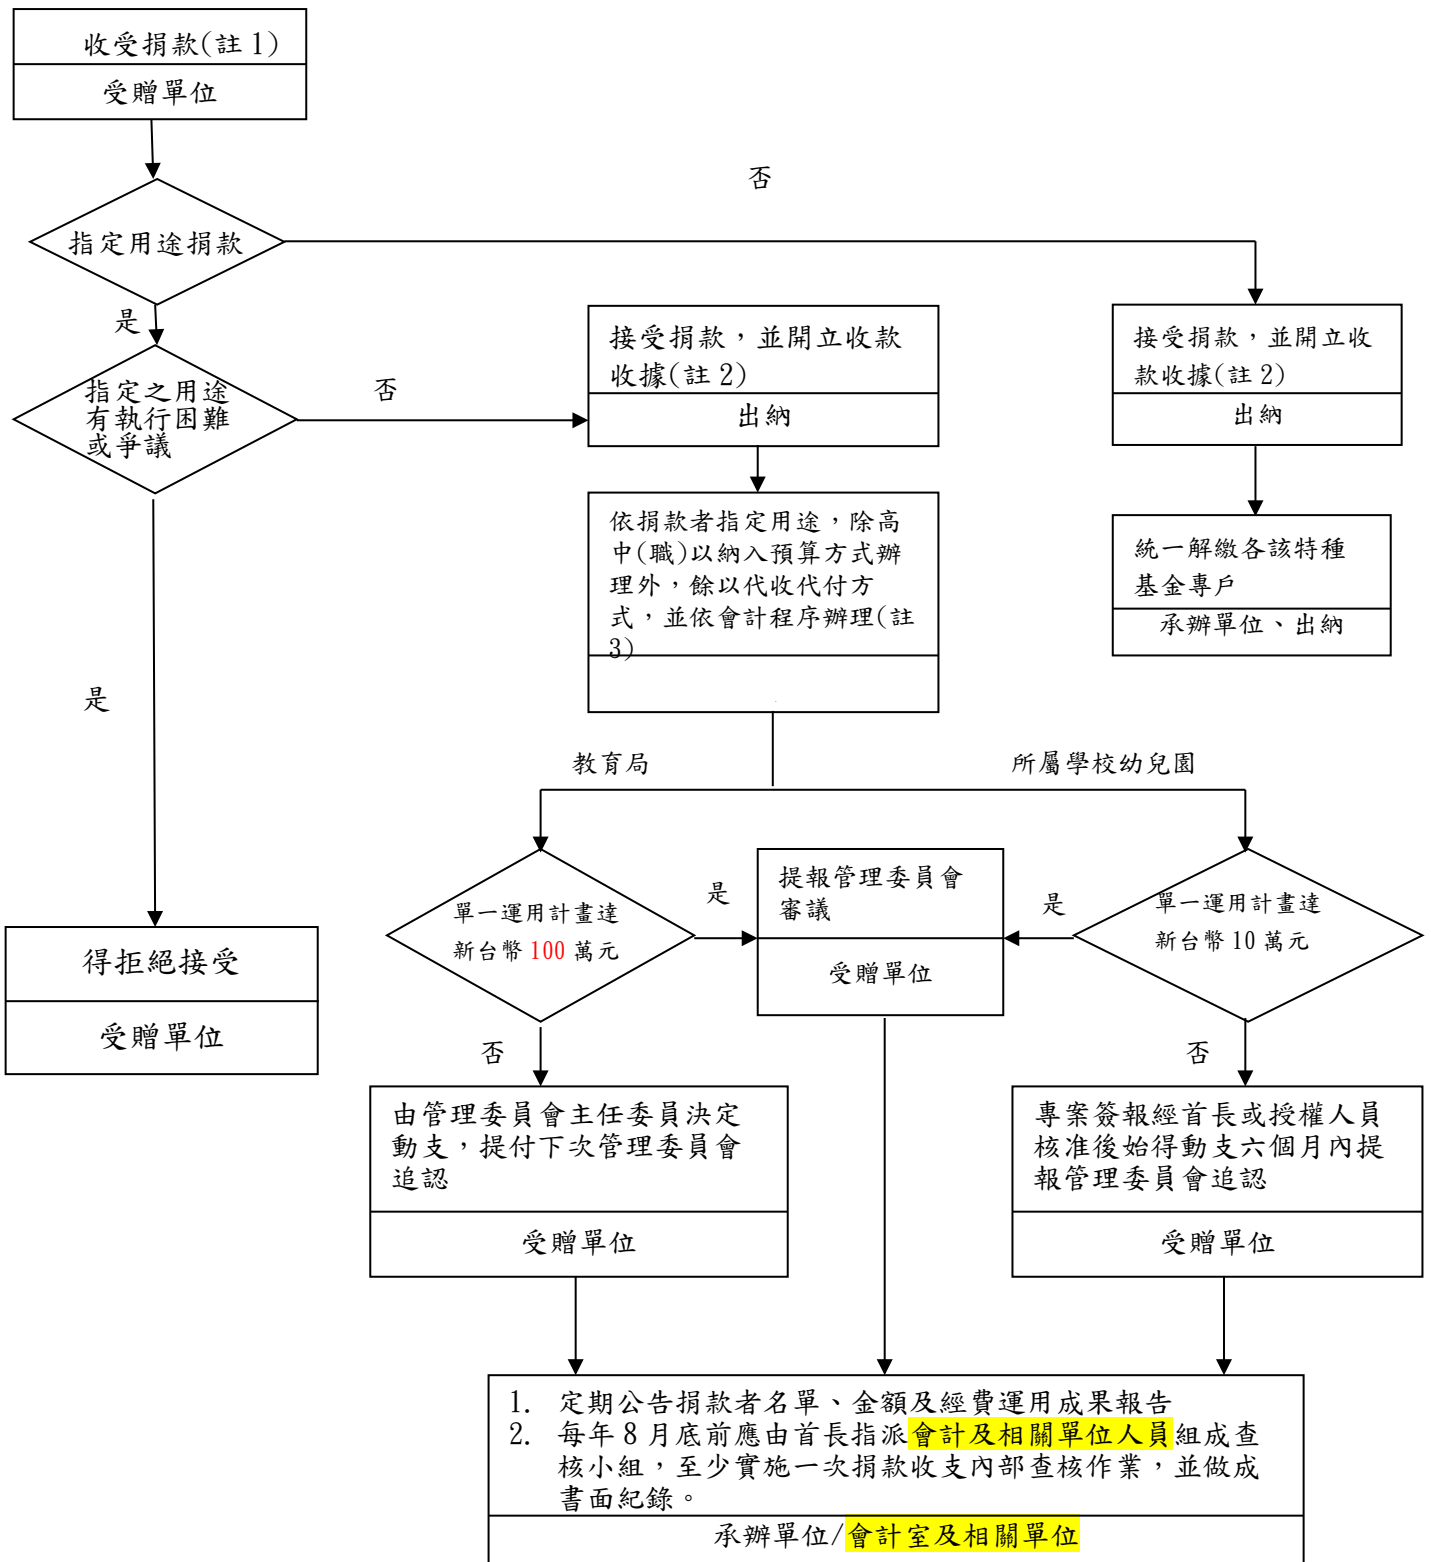 收受捐款(註1)
受贈單位
否
指定用途捐款
是
指定之用途
有執行困難
或爭議
否
接受捐款，並開立收款
收據(註2)
出納
接受捐款，並開立收
款收據(註2)
出納
依捐款者指定用途，除高
中(職)以納入預算方式辦
理外，餘以代收代付方
式，並依會計程序辦理(註
3)
統一解繳各該特種
基金專戶
承辦單位、出納
是
教育局
所屬學校幼兒園
單一運用計畫達
新台幣100萬元
是
提報管理委員會
審議
受贈單位
是
單一運用計畫達
新台幣10萬元
得拒絕接受
受贈單位
否
否
由管理委員會主任委員決定
動支，提付下次管理委員會
追認
受贈單位
專案簽報經首長或授權人員
核准後始得動支六個月內提
報管理委員會追認
受贈單位
1. 定期公告捐款者名單、金額及經費運用成果報告
2. 每年8月底前應由首長指派會計及相關單位人員組成查
核小組，至少實施一次捐款收支內部查核作業，並做成
書面紀錄。
承辦單位/會計室及相關單位